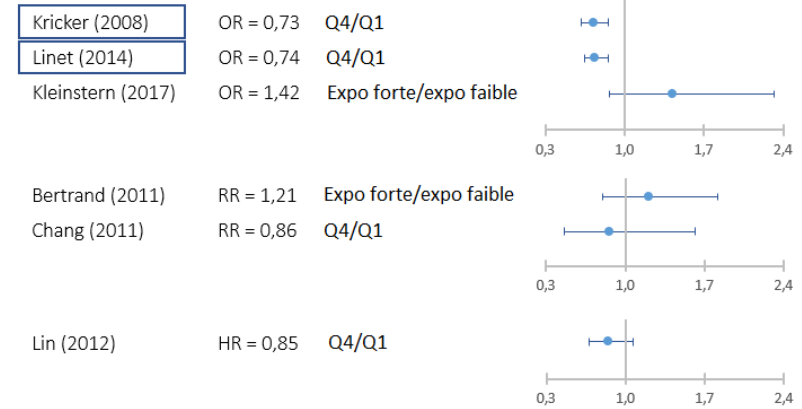 Kricker (2008) OR = 0,73 Q4/Q1
Linet (2014) OR = 0,74 Q4/Q1
Kleinstern (2017) OR = 1,42 Expo forte/expo faible
0,3 1,0 1,7 2,4
Bertrand (2011) RR = 1,21 Expo forte/expo faible
Chang (2011) RR = 0,86 Q4/Q1
0,3 1,0 1,7 2,4
Lin (2012) HR = 0,85 Q4/Q1
0,3 1,0 1,7 2,4